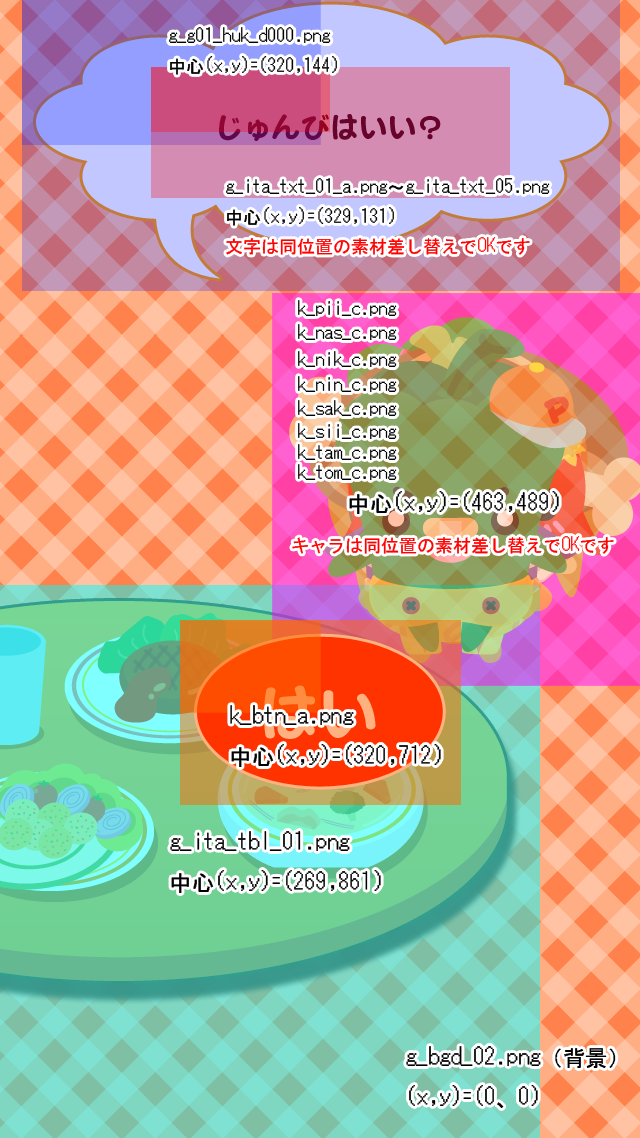 g_g01_huk_d000.png
中心(x,y)=(320,144)
じゅんびはいい?
g_ita_txt_01_a.png～g_ita_txt_05.png
中心(x,y)=(329,131)
文字は同位置の素材差し替えでOKです
k_pii_c.png
k_nas_c.png
k_nik_c.png
k_nin_c.png
k_sak_c.png
k_sii_c.png
k_tam_c.png
k_tom_c.png
P
中心(x,y)=(463,489)
キャラは同位置の素材差し替えでOKです
はい
k_btn_a.png
中心(x,y)=(320,712)
g_ita_tbl_01.png
中心(x,y)=(269,861)
g_bgd_02.png (背景)
(x,y)=(0、0)